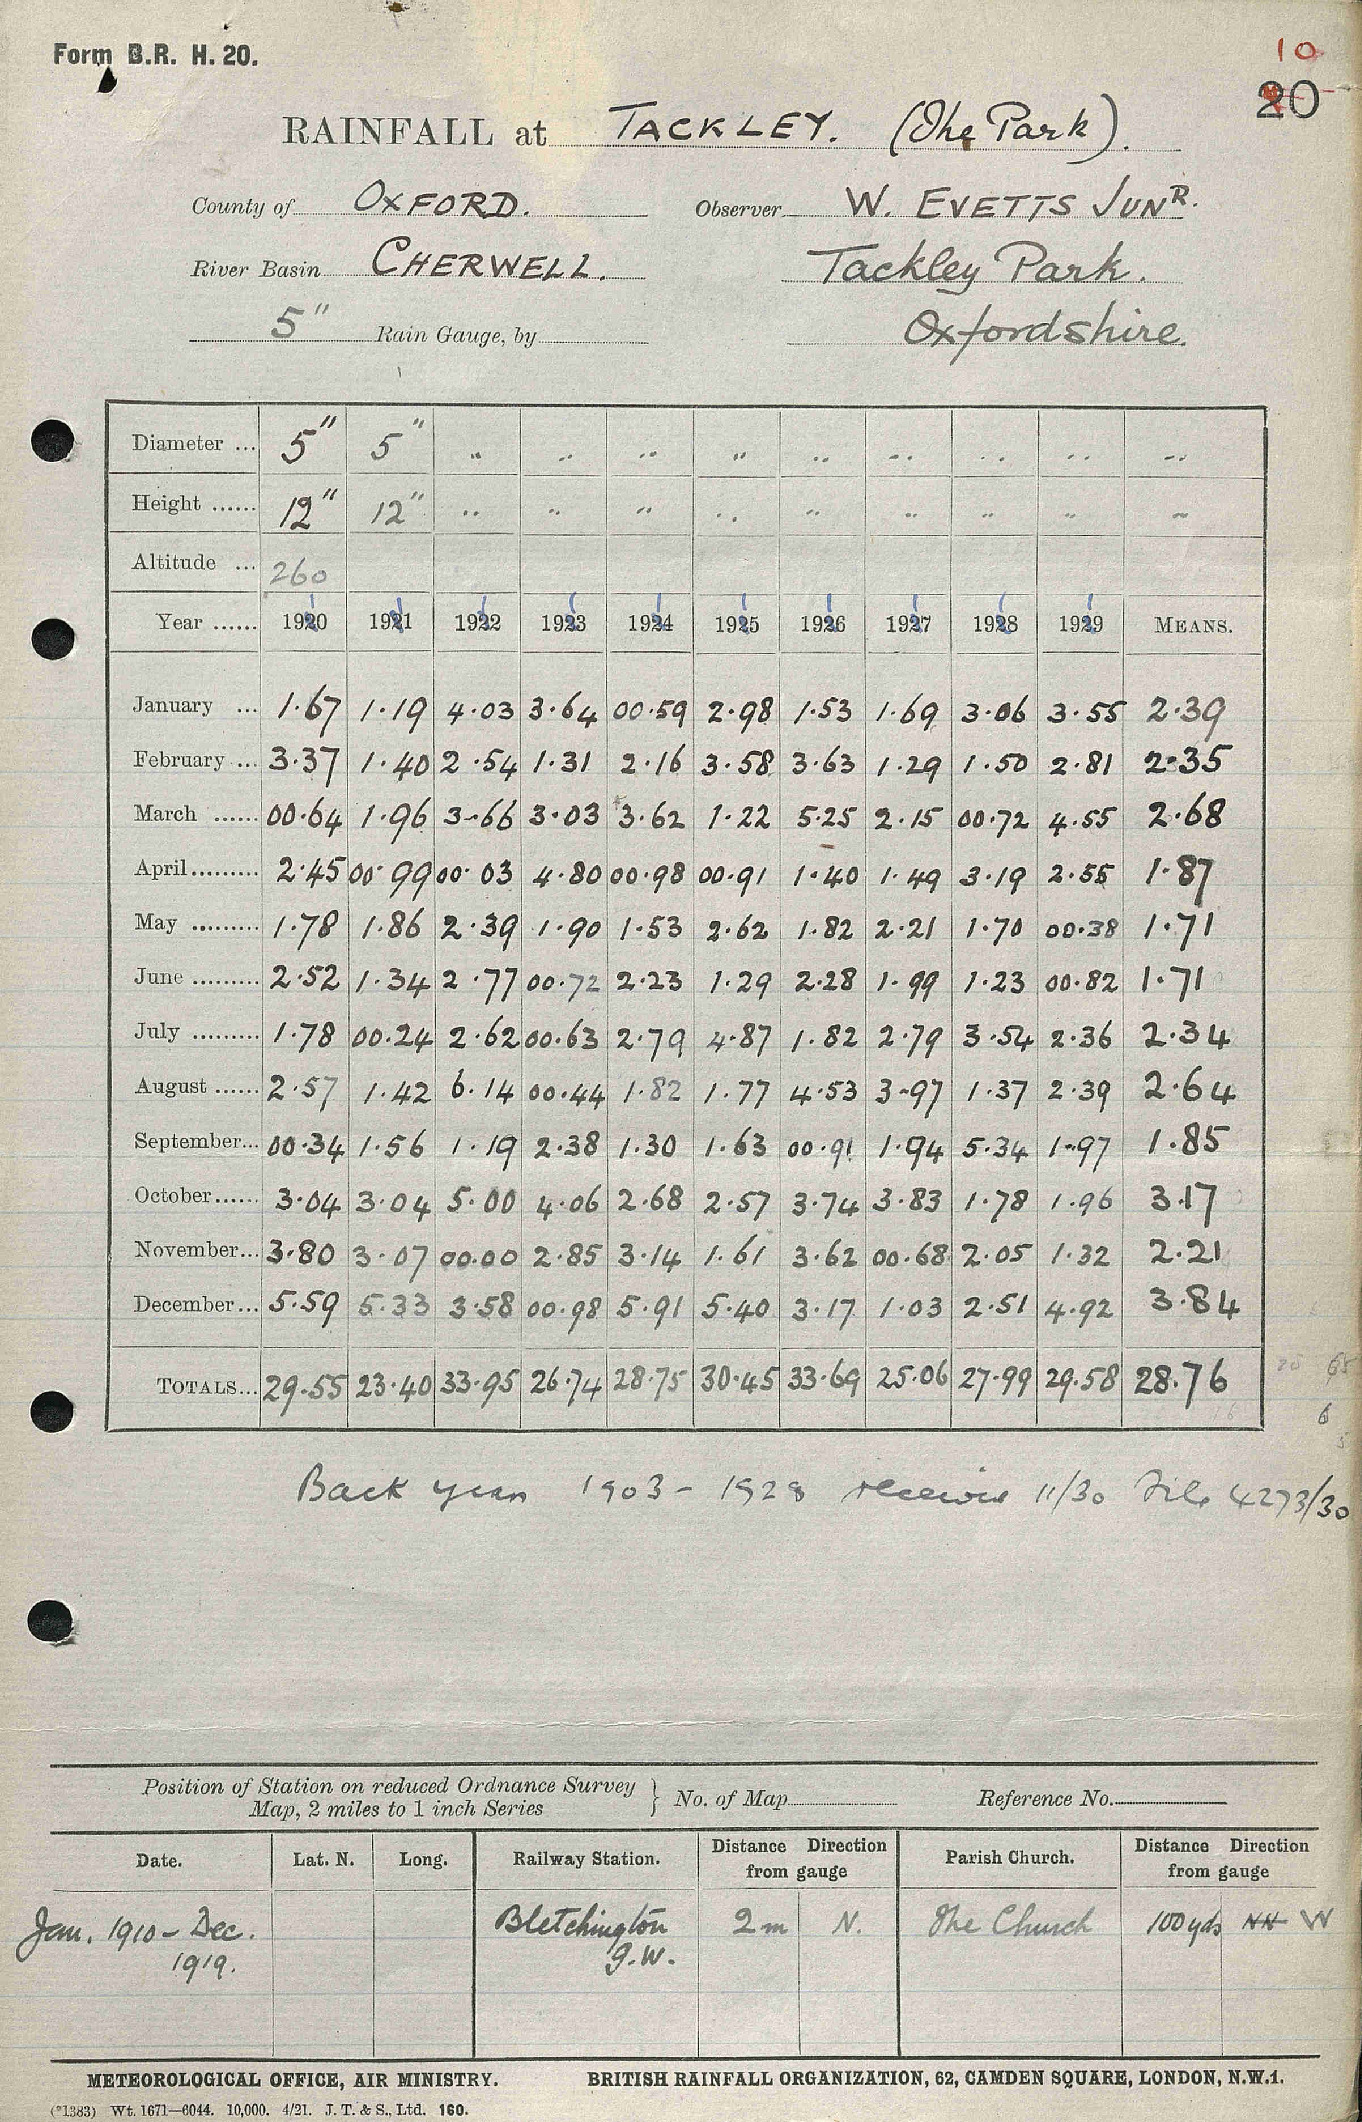 Form B.R. H. 20.
10
20
RAINFALL at TACKLEY. (The Park).
County of OXFORD. Observer W. EVETTS JUNR.
River Basin CHERWELL. Tackley Park.
5" Rain Gauge, by Oxfordshire.
Diameter ... 5" 5" " " " " " " " " "
Height ...... 12" 12" " " " " " " " " "
Altitude ... 260
Year ...... 1910 1911 1912 1913 1914 1915 1916 1917 1918 1919 MEANS.
January ... 1.67 1.19 4.03 3.64 00.59 2.98 1.53 1.69 3.06 3.55 2.39
February ... 3.37 1.40 2.54 1.31 2.16 3.58 3.63 1.29 1.50 2.81 2.35
March ...... 00.64 1.96 3.66 3.03 3.62 1.22 5.25 2.15 00.72 4.55 2.68
April ......... 2.45 00.99 00.03 4.80 00.98 00.91 1.40 1.49 3.19 2.55 1.87
May ......... 1.78 1.86 2.39 1.90 1.53 2.62 1.82 2.21 1.70 00.38 1.71
June ......... 2.52 1.34 2.77 00.72 2.23 1.29 2.28 1.99 1.23 00.82 1.71
July ......... 1.78 00.24 2.62 00.63 2.79 4.87 1.82 2.79 3.54 2.36 2.34
August ...... 2.57 1.42 6.14 00.44 1.82 1.77 4.53 3.97 1.37 2.39 2.64
September... 00.34 1.56 1.19 2.38 1.30 1.63 00.91 1.94 5.34 1.97 1.85
October...... 3.04 3.04 5.00 4.06 2.68 2.57 3.74 3.83 1.78 1.96 3.17
November... 3.80 3.07 00.00 2.85 3.14 1.61 3.62 00.68 2.05 1.32 2.21
December... 5.59 5.33 3.58 00.98 5.91 5.40 3.17 1.03 2.51 4.92 3.84
TOTALS... 29.55 23.40 33.95 26.74 28.75 30.45 33.69 25.06 27.99 29.58 28.76
Back years 1903 - 1928 received 11/30 File 4273/30
Position of Station on reduced Ordnance Survey Map, 2 miles to 1 inch Series } No. of Map Reference No.
Date. Lat. N. Long. Railway Station. Distance Direction from gauge Parish Church. Distance Direction from gauge
Jan. 1910 - Dec. 1919. Bletchington G.W. 2 m N. The Church 100 yds W
METEOROLOGICAL OFFICE, AIR MINISTRY. BRITISH RAINFALL ORGANIZATION, 62, CAMDEN SQUARE, LONDON, N.W.1.
(*1383) Wt. 1671—6044. 10,000. 4/21. J. T. & S., Ltd. 160.